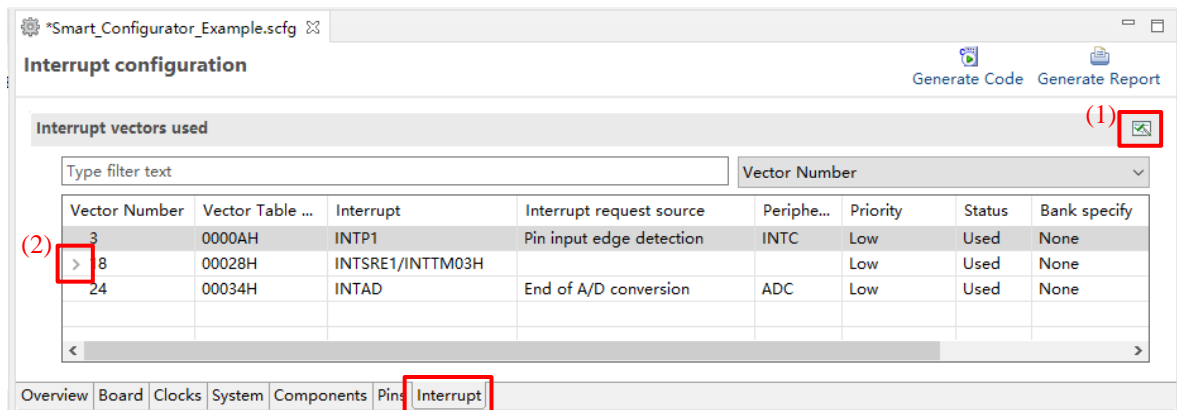 *Smart_Configurator_Example.scfg
Interrupt configuration
Generate Code Generate Report
(1)
Interrupt vectors used
Type filter text Vector Number
Vector Number Vector Table ... Interrupt Interrupt request source Periphe... Priority Status Bank specify
3 0000AH INTP1 Pin input edge detection INTC Low Used None
(2)
18 00028H INTSRE1/INTTM03H Low Used None
24 00034H INTAD End of A/D conversion ADC Low Used None
Overview Board Clocks System Components Pins Interrupt